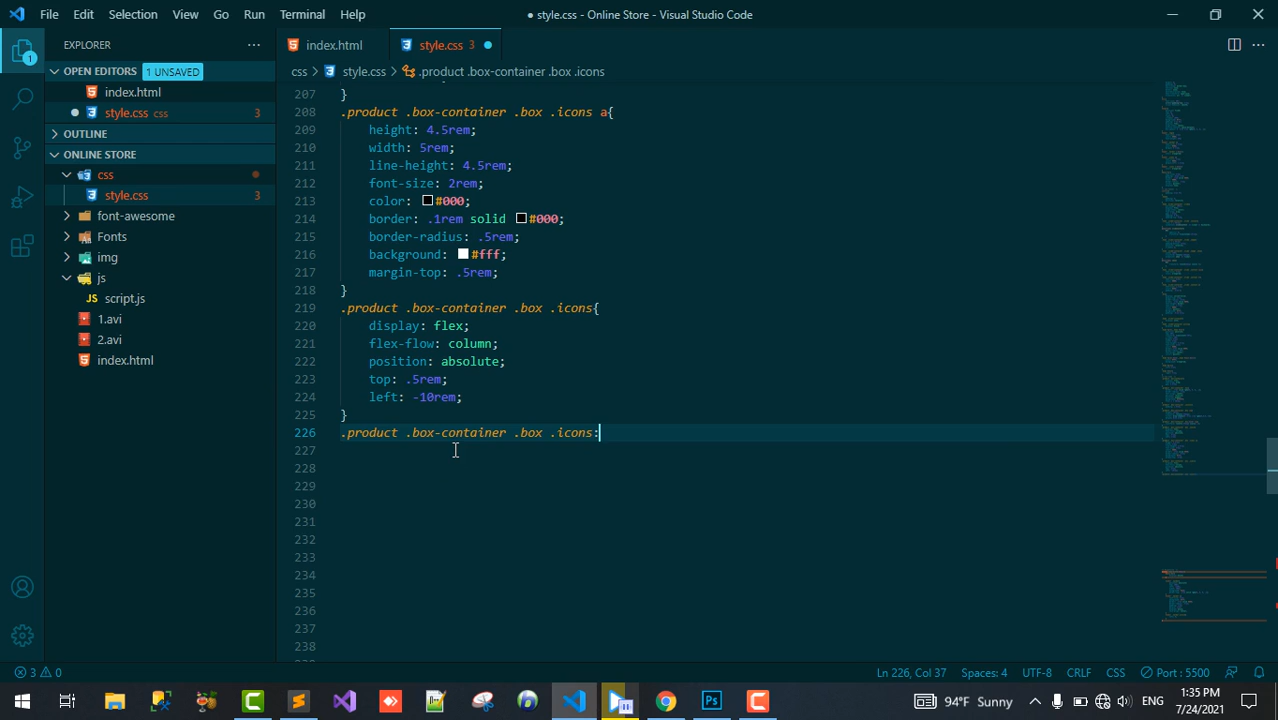 File Edit Selection View Go Run Terminal Help
● style.css - Online Store - Visual Studio Code
EXPLORER
index.html
style.css 3
OPEN EDITORS 1 UNSAVED
css > style.css > .product .box-container .box .icons
index.html
style.css css 3
OUTLINE
ONLINE STORE
css
style.css 3
font-awesome
Fonts
img
js
script.js
1.avi
2.avi
index.html
1
207 }
208 .product .box-container .box .icons a{
209 height: 4.5rem;
210 width: 5rem;
211 line-height: 4.5rem;
212 font-size: 2rem;
213 color: #000;
214 border: .1rem solid #000;
215 border-radius: .5rem;
216 background: #fff;
217 margin-top: .5rem;
218 }
219 .product .box-container .box .icons{
220 display: flex;
221 flex-flow: column;
222 position: absolute;
223 top: .5rem;
224 left: -10rem;
225 }
226 .product .box-container .box .icons:
227
228
229
230
231
232
233
234
235
236
237
238
3 0
Ln 226, Col 37 Spaces: 4 UTF-8 CRLF CSS Port : 5500
94°F Sunny ENG 1:35 PM
7/24/2021